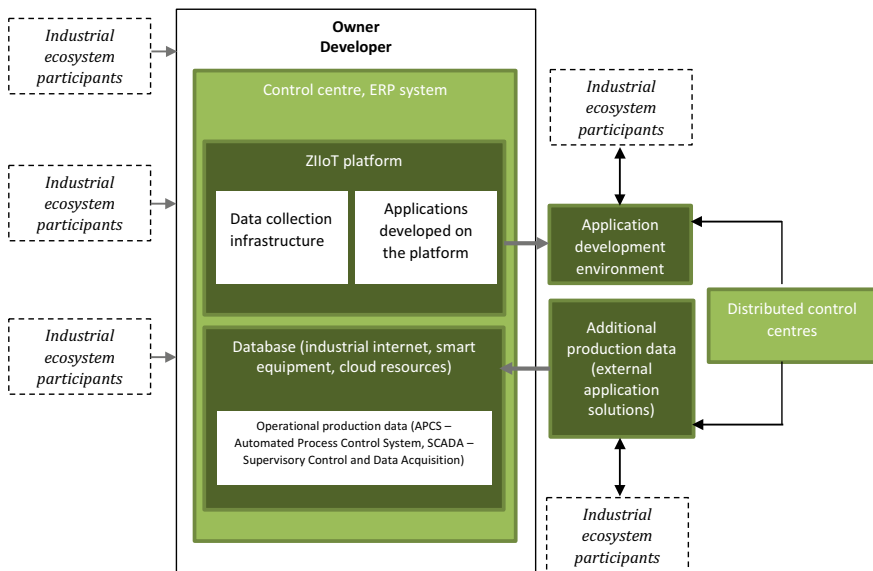 Industrial
ecosystem
participants
Industrial
ecosystem
participants
Industrial
ecosystem
participants
Owner
Developer
Control centre, ERP system
ZIIoT platform
Data collection
infrastructure
Applications
developed on
the platform
Database (industrial internet, smart
equipment, cloud resources)
Operational production data (APCS –
Automated Process Control System, SCADA –
Supervisory Control and Data Acquisition)
Industrial
ecosystem
participants
Application
development
environment
Additional
production data
(external
application
solutions)
Distributed control
centres
Industrial
ecosystem
participants